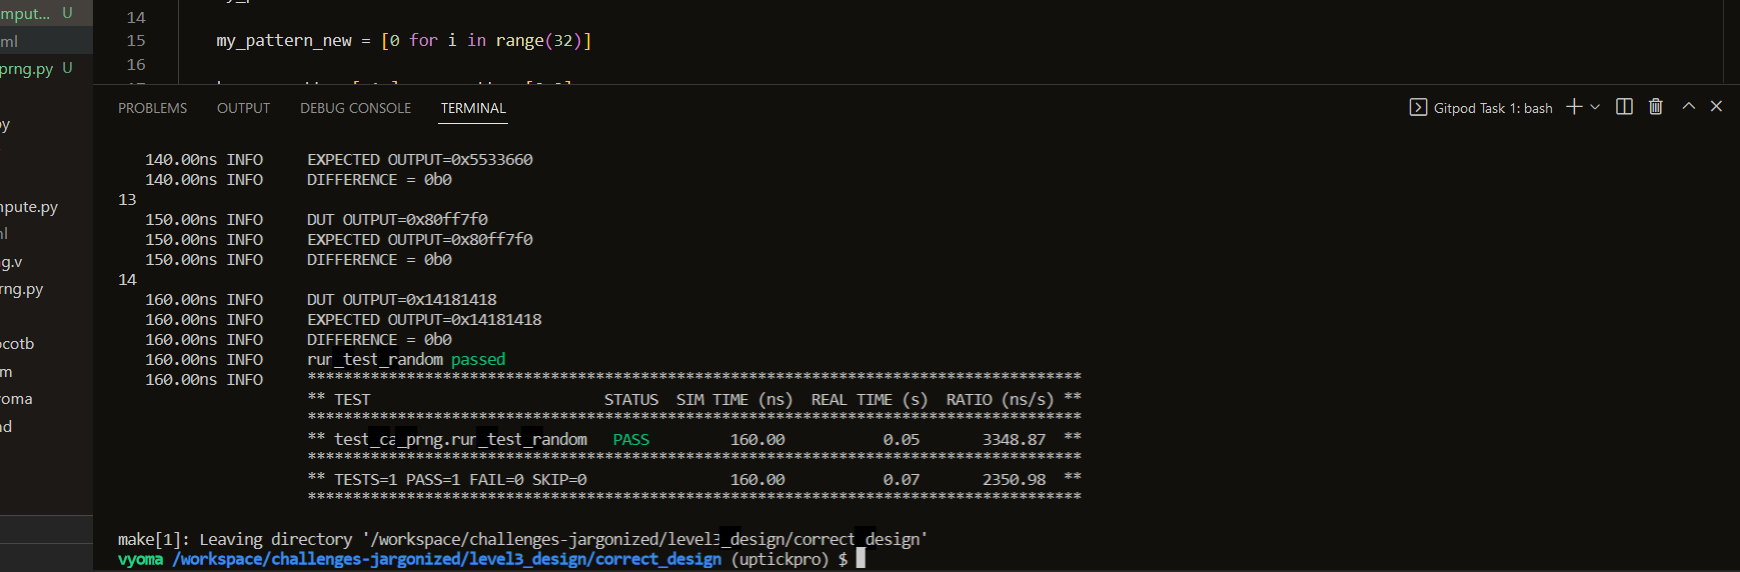 mput... U
ml
prng.py U
py
npute.py
nl
g.v
rng.py
ocotb
m
oma
nd
14
15 my_pattern_new = [0 for i in range(32)]
16
PROBLEMS OUTPUT DEBUG CONSOLE TERMINAL
Gitpod Task 1: bash
140.00ns INFO EXPECTED OUTPUT=0x5533660
140.00ns INFO DIFFERENCE = 0b0
13
150.00ns INFO DUT OUTPUT=0x80ff7f0
150.00ns INFO EXPECTED OUTPUT=0x80ff7f0
150.00ns INFO DIFFERENCE = 0b0
14
160.00ns INFO DUT OUTPUT=0x14181418
160.00ns INFO EXPECTED OUTPUT=0x14181418
160.00ns INFO DIFFERENCE = 0b0
160.00ns INFO run_test_random passed
160.00ns INFO **************************************************************************************
** TEST STATUS SIM TIME (ns) REAL TIME (s) RATIO (ns/s) **
**************************************************************************************
** test_ca_prng.run_test_random PASS 160.00 0.05 3348.87 **
**************************************************************************************
** TESTS=1 PASS=1 FAIL=0 SKIP=0 160.00 0.07 2350.98 **
**************************************************************************************
make[1]: Leaving directory '/workspace/challenges-jargonized/level3_design/correct_design'
vyoma /workspace/challenges-jargonized/level3_design/correct_design (uptickpro) $